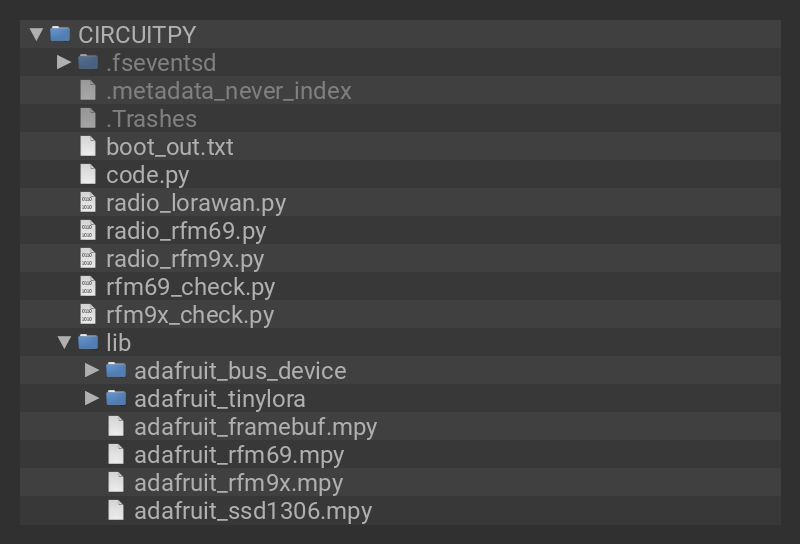 CIRCUITPY
.fseventsd
.metadata_never_index
.Trashes
boot_out.txt
code.py
radio_lorawan.py
radio_rfm69.py
radio_rfm9x.py
rfm69_check.py
rfm9x_check.py
lib
adafruit_bus_device
adafruit_tinylora
adafruit_framebuf.mpy
adafruit_rfm69.mpy
adafruit_rfm9x.mpy
adafruit_ssd1306.mpy